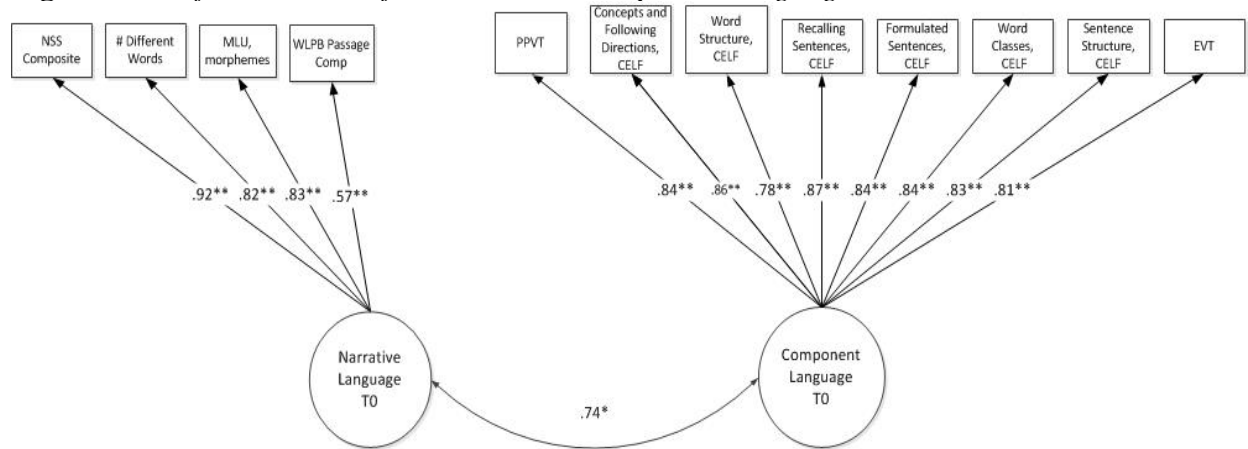 NSS
Composite
# Different
Words
MLU,
morphemes
WLPB Passage
Comp
PPVT
Concepts and
Following
Directions,
CELF
Word
Structure,
CELF
Recalling
Sentences,
CELF
Formulated
Sentences,
CELF
Word
Classes,
CELF
Sentence
Structure,
CELF
EVT
.92** .82** .83** .57**
.84** .86** .78** .87** .84** .84** .83** .81**
Narrative
Language
T0
Component
Language
T0
.74*